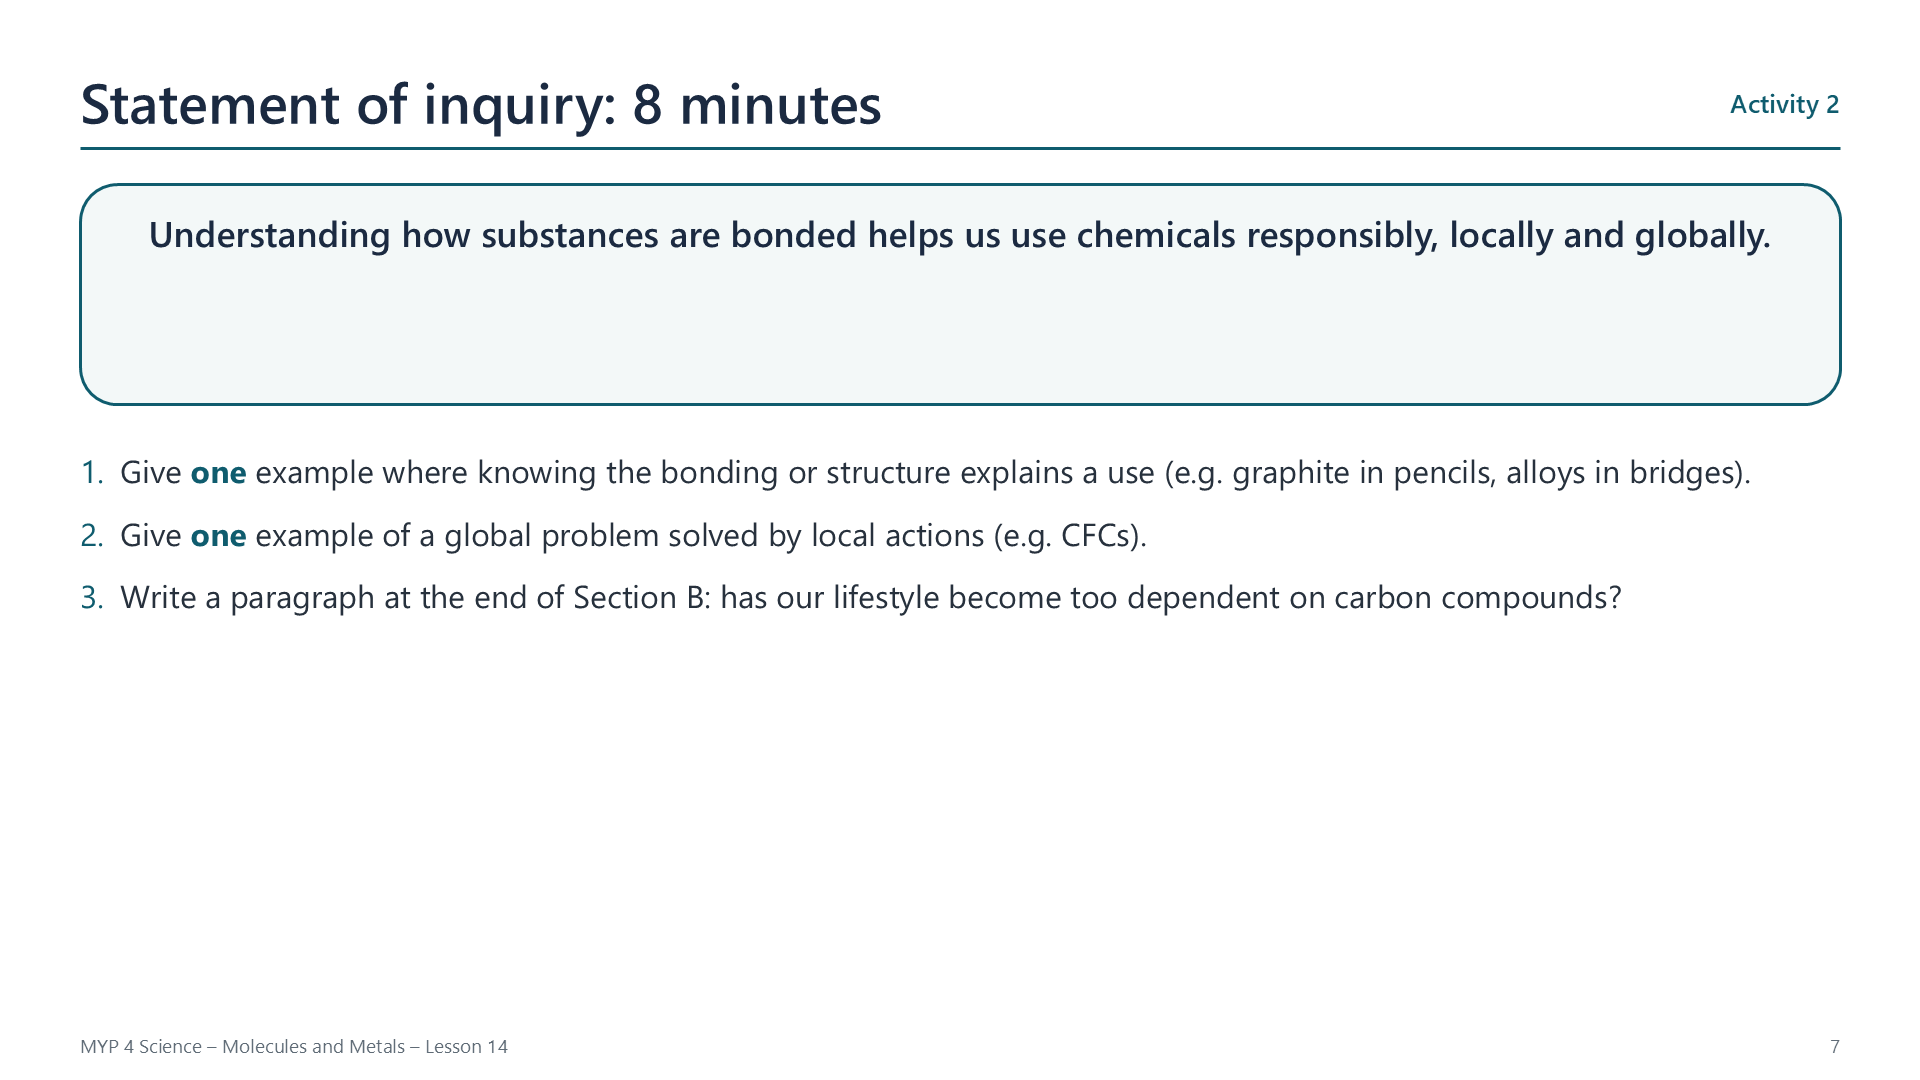 Statement of inquiry: 8 minutes
Activity 2
Understanding how substances are bonded helps us use chemicals responsibly, locally and globally.
1. Give one example where knowing the bonding or structure explains a use (e.g. graphite in pencils, alloys in bridges).
2. Give one example of a global problem solved by local actions (e.g. CFCs).
3. Write a paragraph at the end of Section B: has our lifestyle become too dependent on carbon compounds?
MYP 4 Science – Molecules and Metals – Lesson 14
7